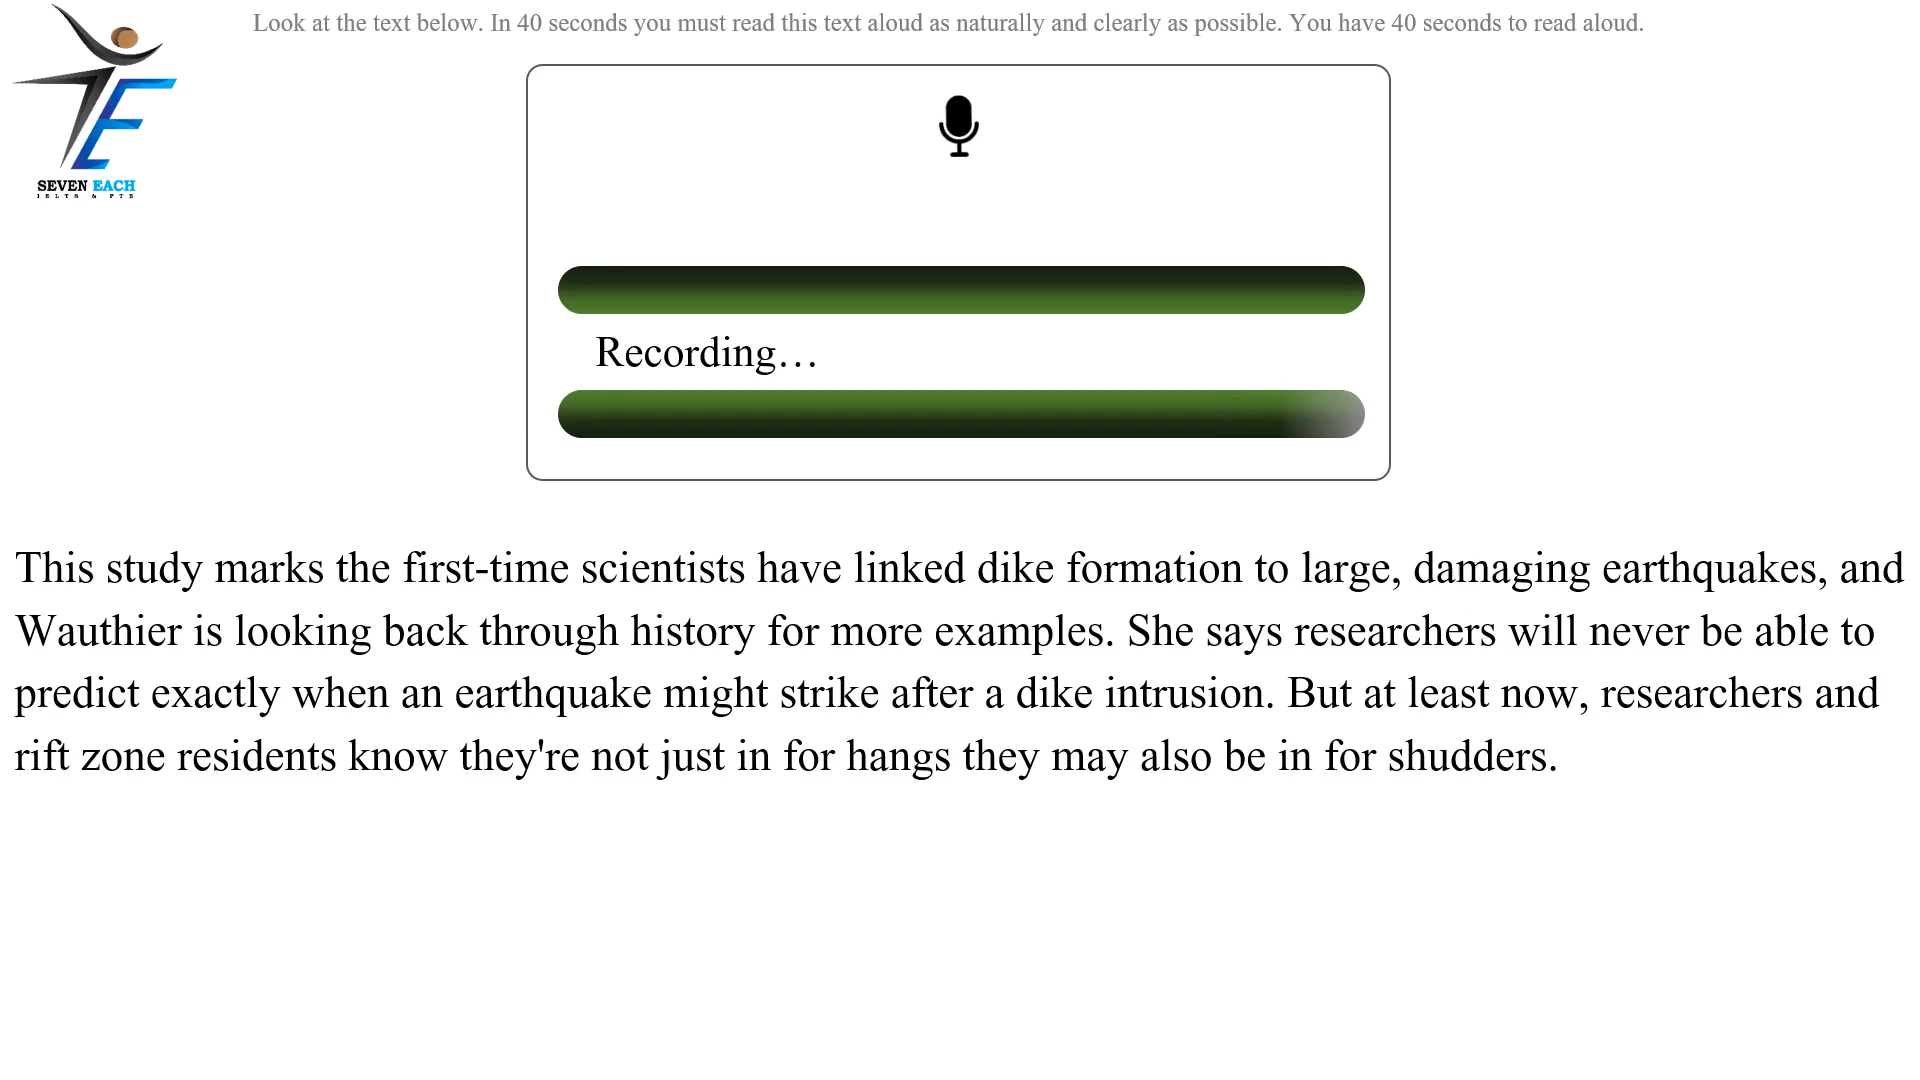 Look at the text below. In 40 seconds you must read this text aloud as naturally and clearly as possible. You have 40 seconds to read aloud.
SEVEN EACH
IELTS & PTE
Recording…
This study marks the first-time scientists have linked dike formation to large, damaging earthquakes, and
Wauthier is looking back through history for more examples. She says researchers will never be able to
predict exactly when an earthquake might strike after a dike intrusion. But at least now, researchers and
rift zone residents know they're not just in for hangs they may also be in for shudders.